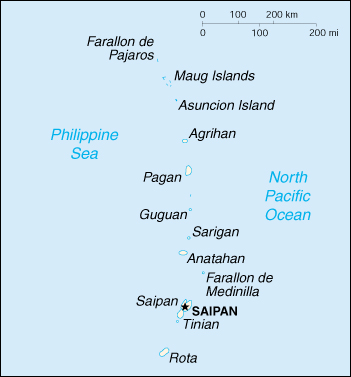 0 100 200 km
0 100 200 mi
Farallon de
Pajaros
Maug Islands
Asuncion Island
Philippine
Sea
Agrihan
Pagan
North
Pacific
Ocean
Guguan
Sarigan
Anatahan
Farallon de
Medinilla
Saipan
SAIPAN
Tinian
Rota